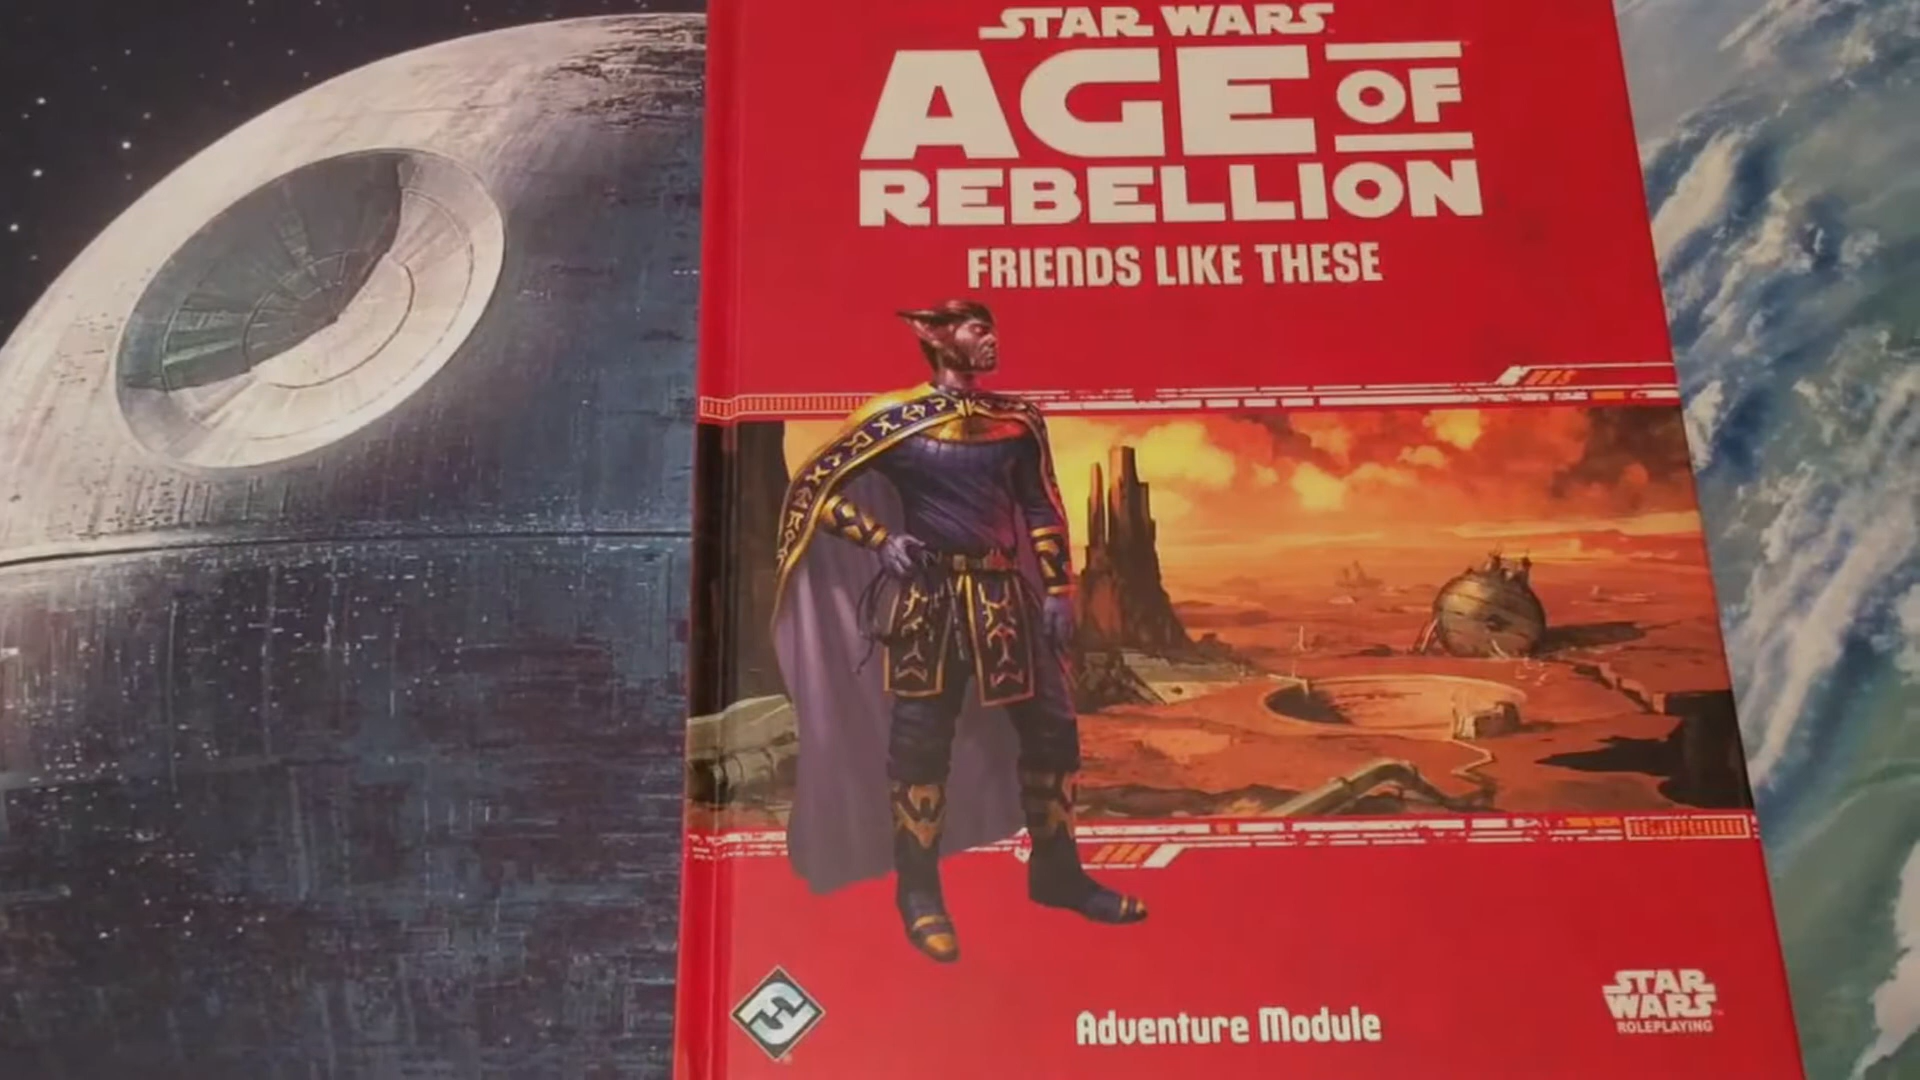 STAR WARS
AGE OF
REBELLION
FRIENDS LIKE THESE
Adventure Module
STAR
WARS
ROLEPLAYING